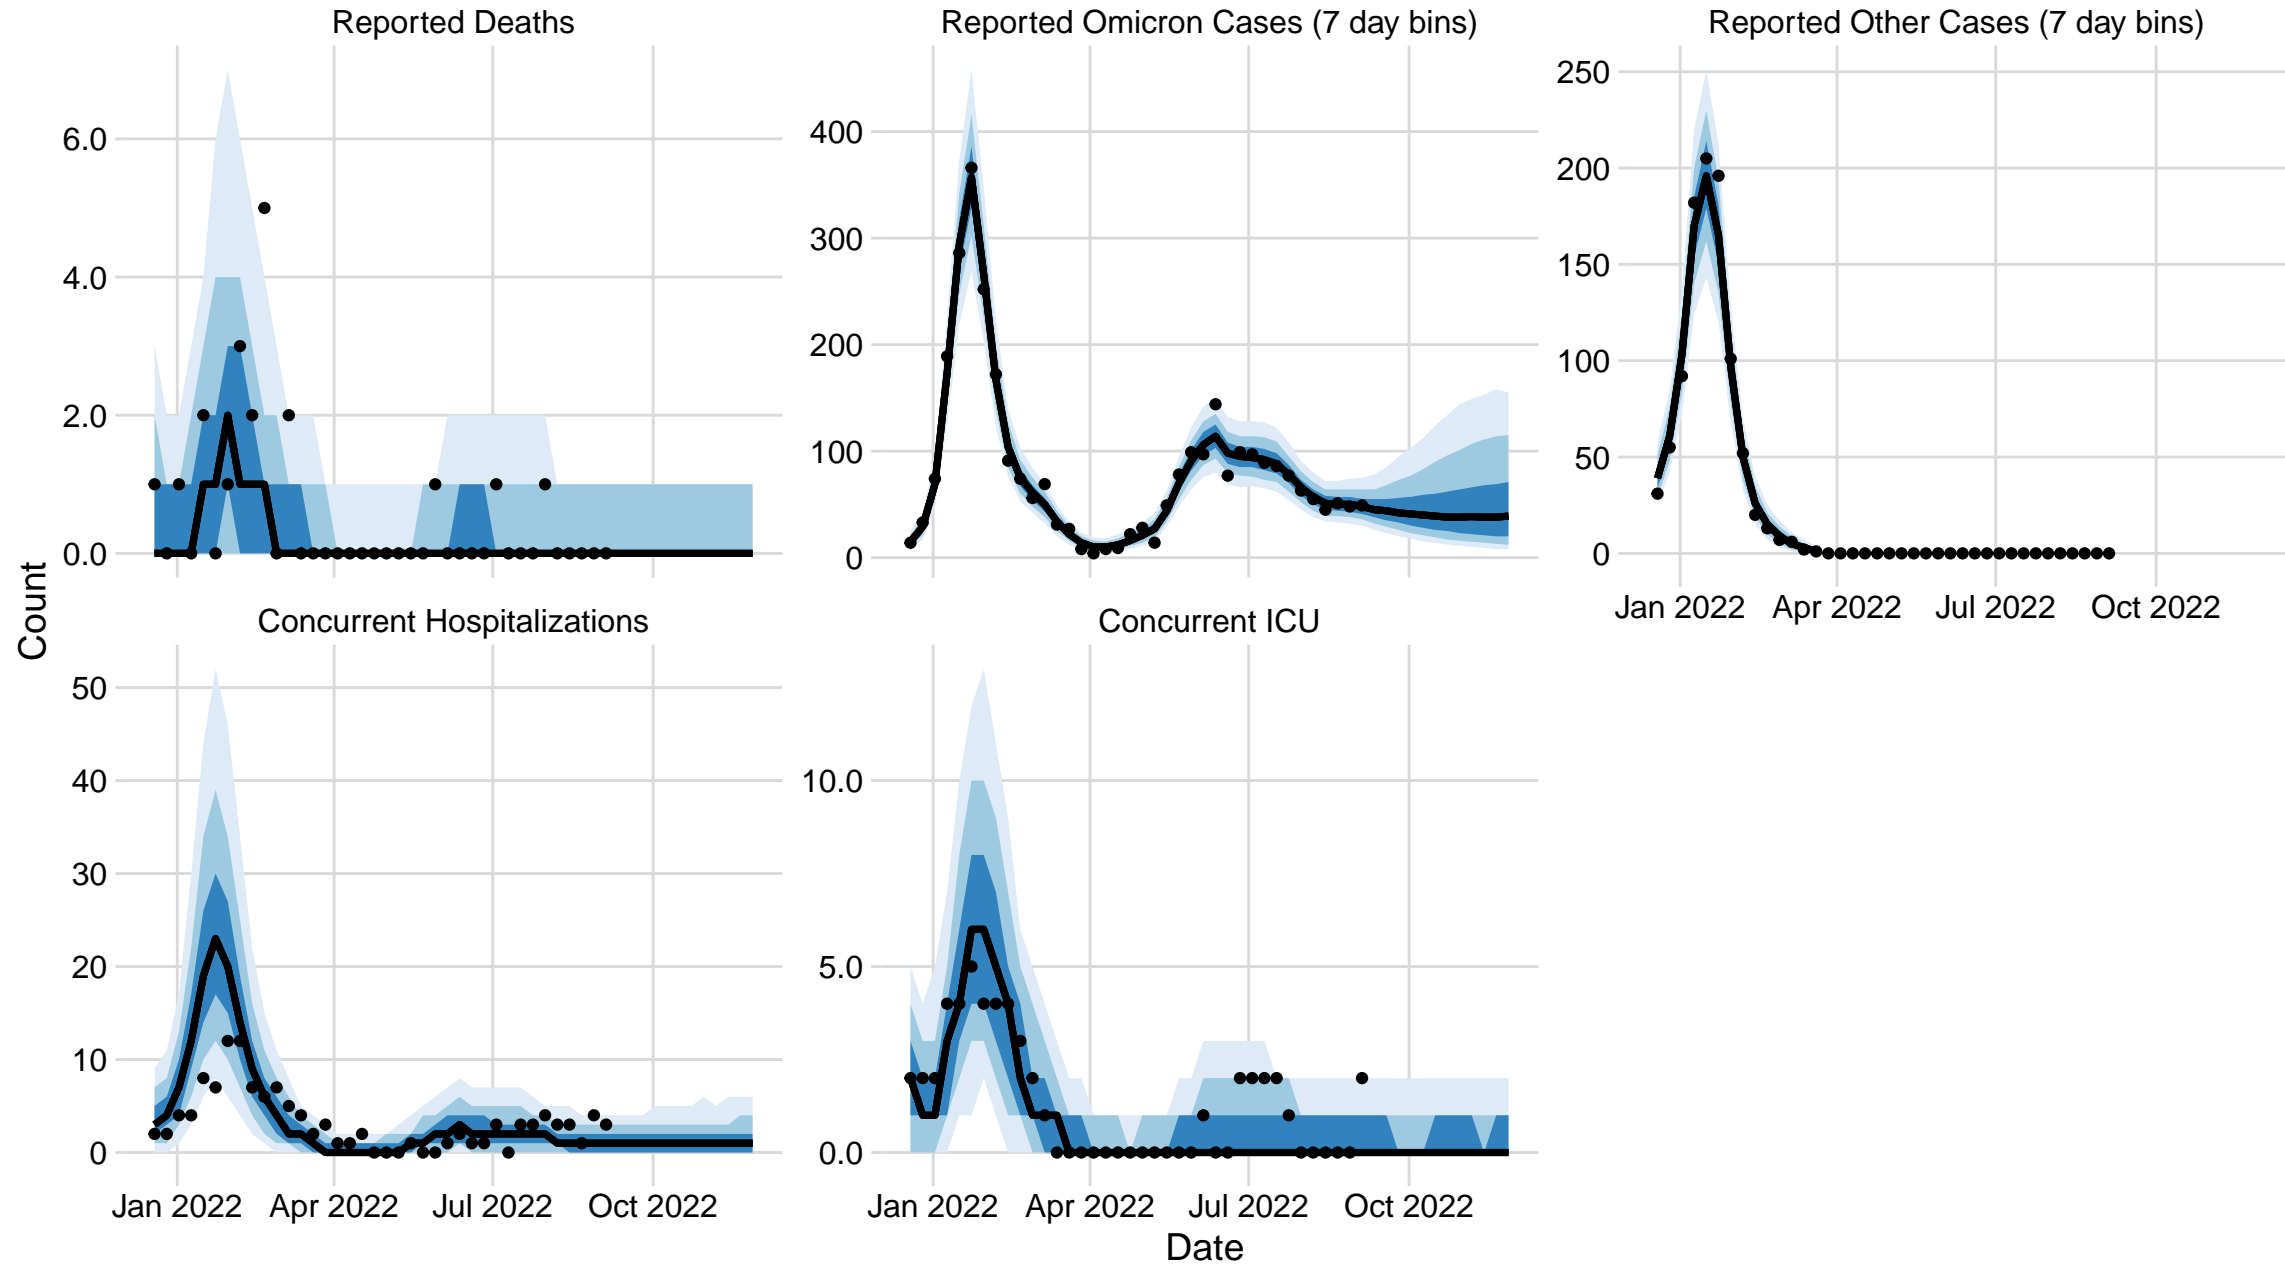 Reported Deaths
Reported Omicron Cases (7 day bins)
Reported Other Cases (7 day bins)
6.0
4.0
2.0
0.0
400
300
200
100
0
250
200
150
100
50
0
Jan 2022 Apr 2022 Jul 2022 Oct 2022
Count
Concurrent Hospitalizations
Concurrent ICU
50
40
30
20
10
0
10.0
5.0
0.0
Jan 2022 Apr 2022 Jul 2022 Oct 2022
Jan 2022 Apr 2022 Jul 2022 Oct 2022
Date